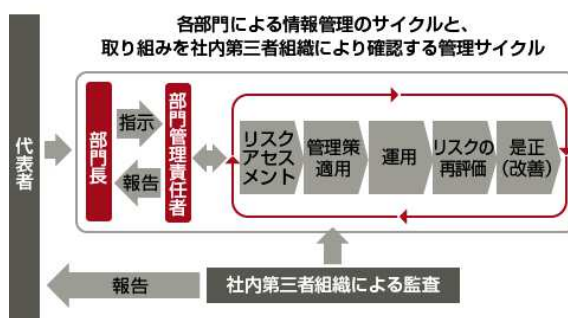 各部門による情報管理のサイクルと、
取り組みを社内第三者組織により確認する管理サイクル
代表者
部門長
指示
報告
部門管理責任者
リスク
アセス
メント
管理策
適用
運用
リスクの
再評価
是正
(改善)
報告
社内第三者組織による監査